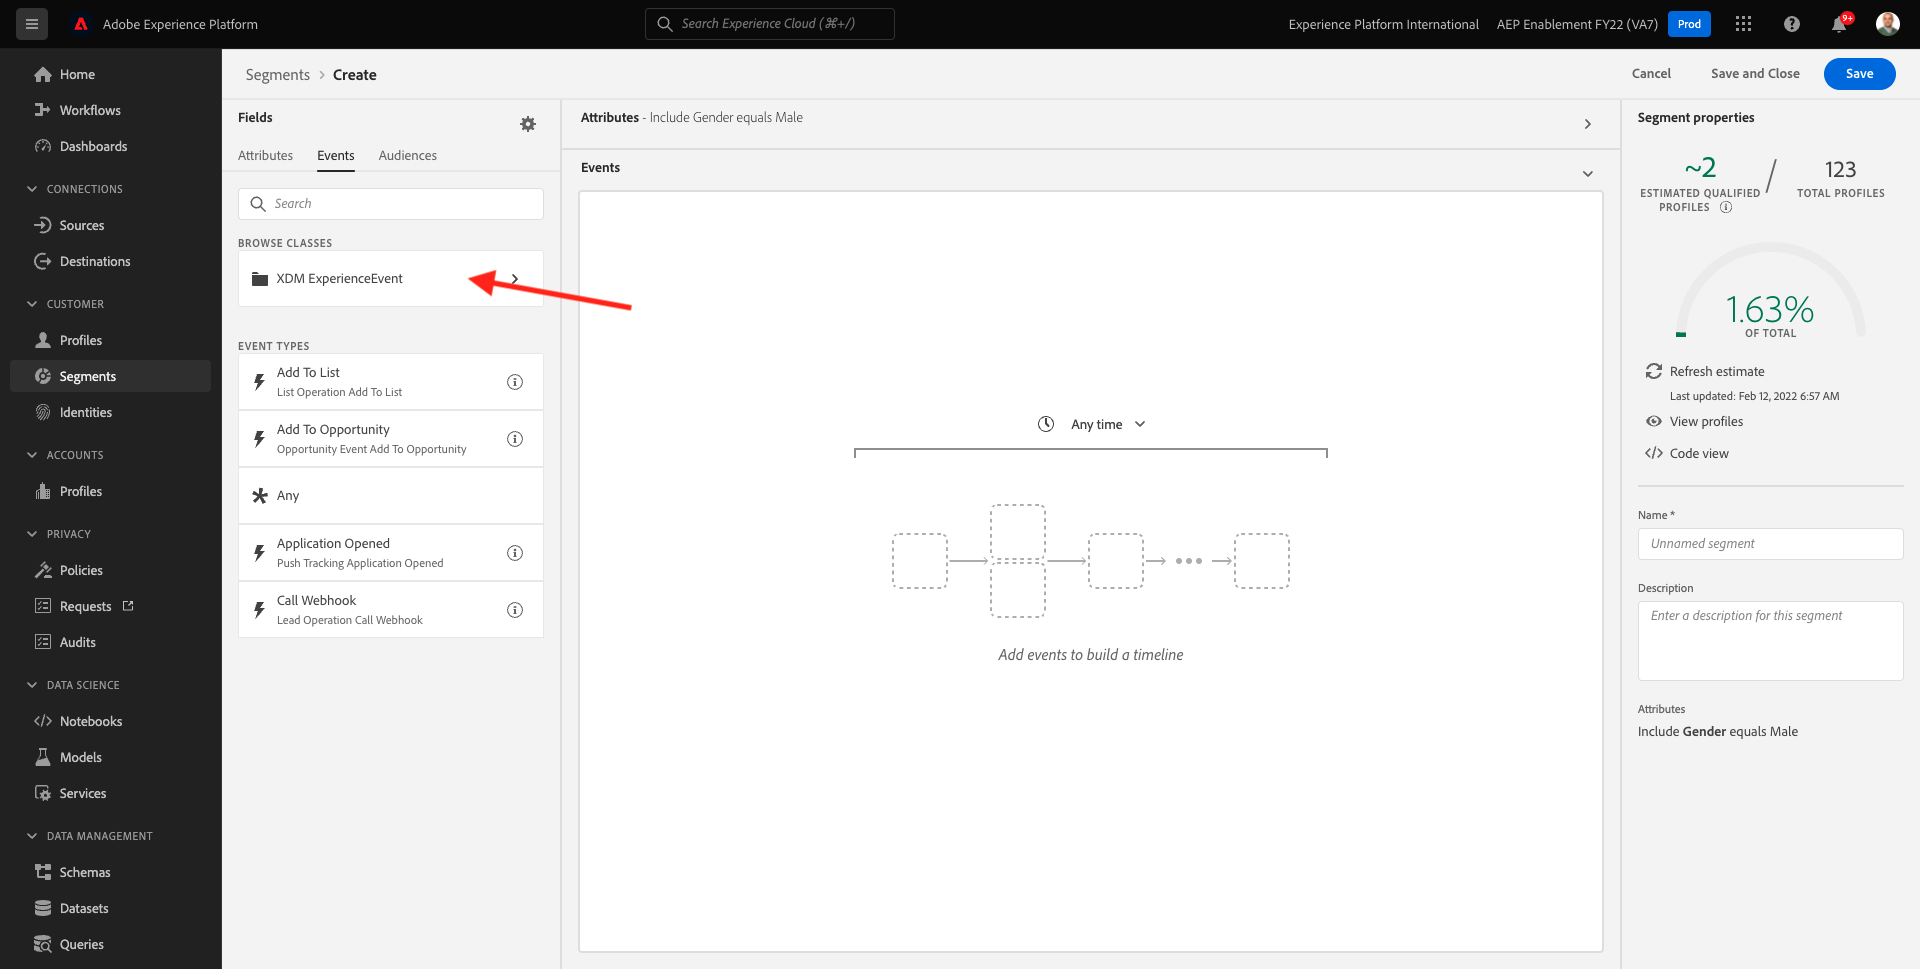 Adobe Experience Platform
Search Experience Cloud (⌘+/)
Experience Platform International
AEP Enablement FY22 (VA7)
Prod
9+
Home
Workflows
Dashboards
CONNECTIONS
Sources
Destinations
CUSTOMER
Profiles
Segments
Identities
ACCOUNTS
Profiles
PRIVACY
Policies
Requests
Audits
DATA SCIENCE
Notebooks
Models
Services
DATA MANAGEMENT
Schemas
Datasets
Queries
Segments > Create
Cancel
Save and Close
Save
Fields
Attributes
Events
Audiences
Search
BROWSE CLASSES
XDM ExperienceEvent
EVENT TYPES
Add To List
List Operation Add To List
Add To Opportunity
Opportunity Event Add To Opportunity
Any
Application Opened
Push Tracking Application Opened
Call Webhook
Lead Operation Call Webhook
Attributes - Include Gender equals Male
Events
Any time
Add events to build a timeline
Segment properties
~2
ESTIMATED QUALIFIED
PROFILES
/
123
TOTAL PROFILES
1.63%
OF TOTAL
Refresh estimate
Last updated: Feb 12, 2022 6:57 AM
View profiles
Code view
Name *
Unnamed segment
Description
Enter a description for this segment
Attributes
Include Gender equals Male